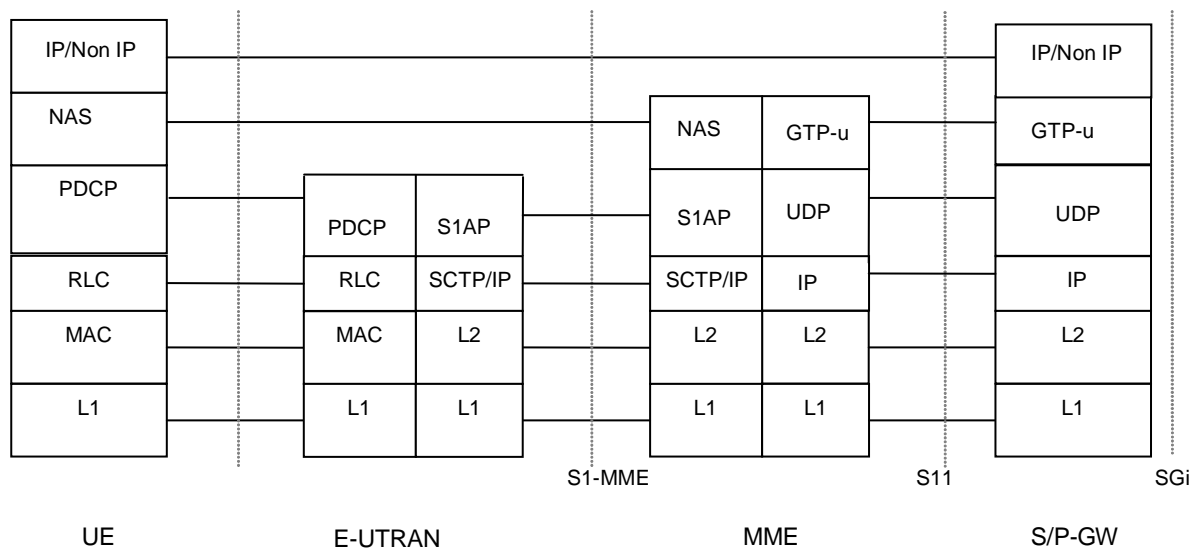 IP/Non IP
IP/Non IP
NAS
NAS
GTP-u
GTP-u
PDCP
PDCP
S1AP
S1AP
UDP
UDP
RLC
RLC
SCTP/IP
SCTP/IP
IP
IP
MAC
MAC
L2
L2
L2
L2
L1
L1
L1
L1
L1
L1
S1-MME
S11
SGi
UE
E-UTRAN
MME
S/P-GW